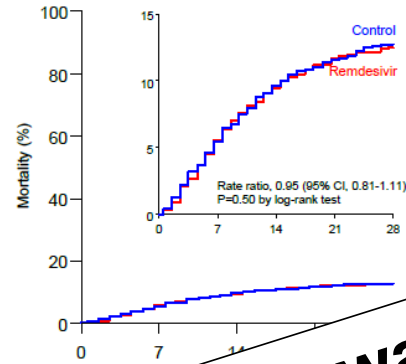 15
Control
Remdesivir
10
5
Rate ratio, 0.95 (95% CI, 0.81-1.11)
P=0.50 by log-rank test
0
0 7 14 21 28
Mortality (%)
100
80
60
40
20
0
0 7 14